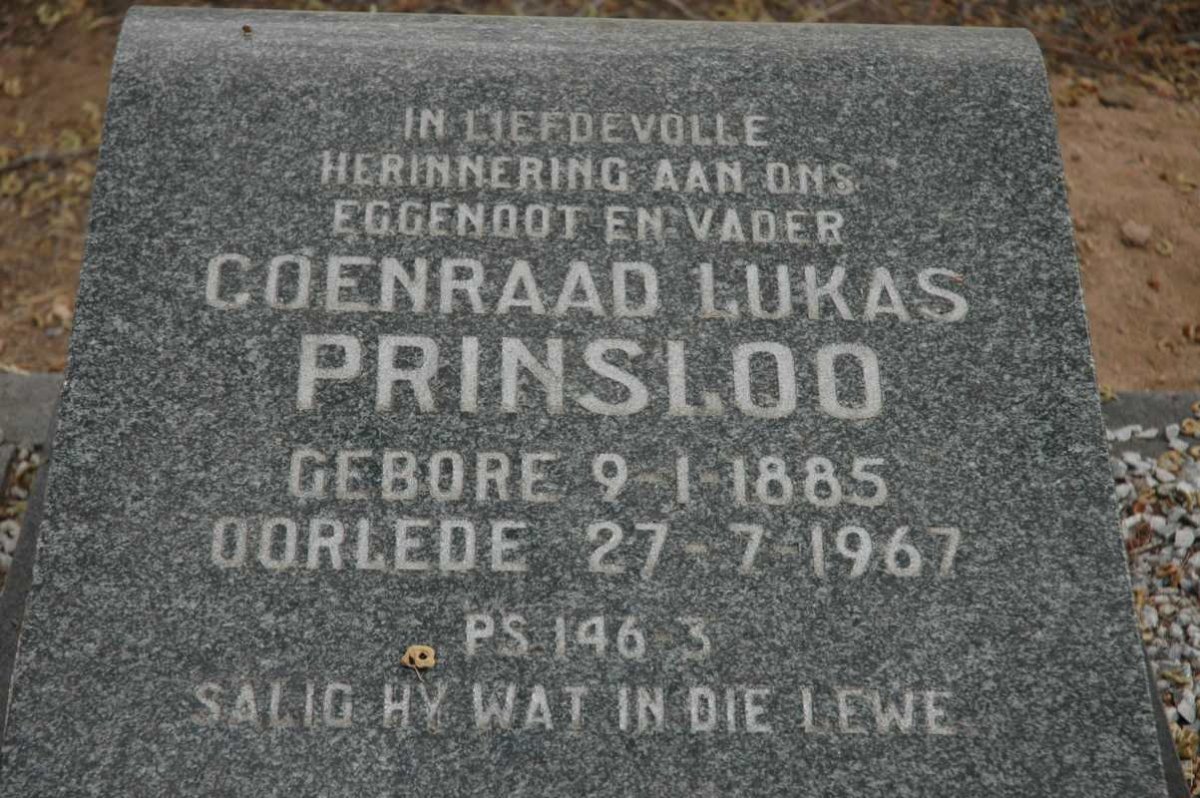 IN LIEFDEVOLLE
HERINNERING AAN ONS
EGGENOOT EN VADER
COENRAAD LUKAS
PRINSLOO
GEBORE 9-1-1885
OORLEDE 27-7-1967
PS.146-3
SALIG HY WAT IN DIE LEWE